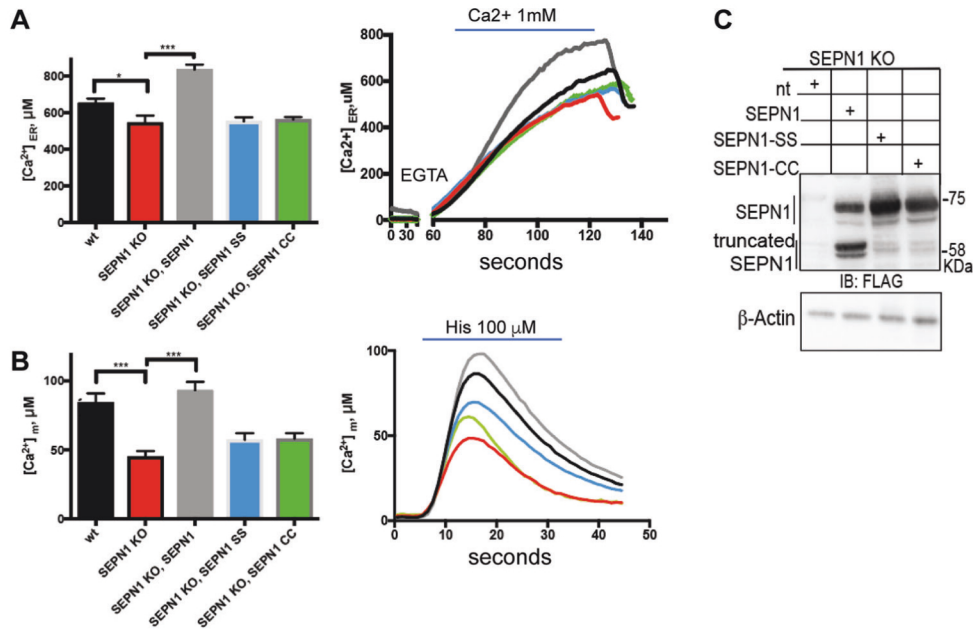 A
[Ca²⁺] ER, µM
800
600
400
200
0
*
***
wt
SEPN1 KO
SEPN1 KO, SEPN1
SEPN1 KO, SEPN1 SS
SEPN1 KO, SEPN1 CC
Ca2+ 1mM
[Ca2+] ER,uM
800
600
400
200
0
EGTA
0 30 60 80 100 120 140
seconds
B
[Ca²⁺] m, µM
100
50
0
***
***
wt
SEPN1 KO
SEPN1 KO, SEPN1
SEPN1 KO, SEPN1 SS
SEPN1 KO, SEPN1 CC
His 100 µM
100
50
0
0 10 20 30 40 50
seconds
C
SEPN1 KO
nt +
SEPN1 +
SEPN1-SS +
SEPN1-CC +
SEPN1 -75
truncated
SEPN1 -58
KDa
IB: FLAG
β-Actin